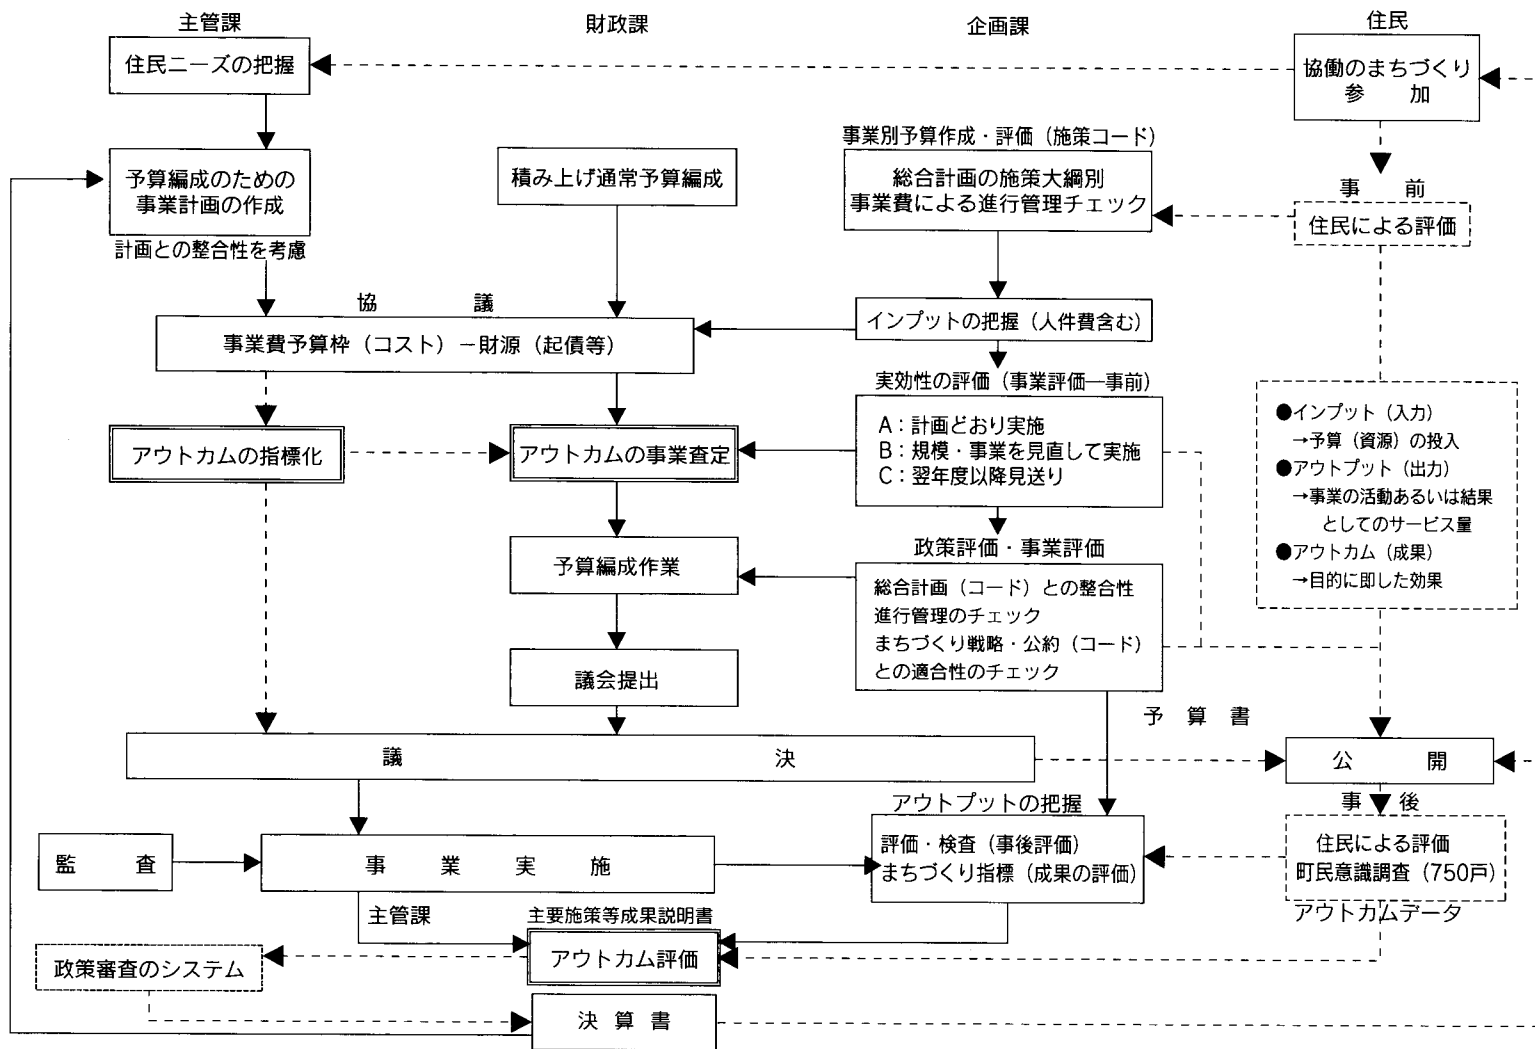 主管課
財政課
企画課
住民
住民ニーズの把握
協働のまちづくり
参　　加
事業別予算作成・評価（施策コード）
予算編成のための
事業計画の作成
計画との整合性を考慮
積み上げ通常予算編成
総合計画の施策大綱別
事業費による進行管理チェック
事　前
住民による評価
協　　　議
事業費予算枠（コスト）－財源（起債等）
インプットの把握（人件費含む）
実効性の評価（事業評価―事前）
A：計画どおり実施
B：規模・事業を見直して実施
C：翌年度以降見送り
アウトカムの指標化
アウトカムの事業査定
●インプット（入力）
→予算（資源）の投入
●アウトプット（出力）
→事業の活動あるいは結果
としてのサービス量
●アウトカム（成果）
→目的に即した効果
予算編成作業
政策評価・事業評価
総合計画（コード）との整合性
進行管理のチェック
まちづくり戦略・公約（コード）
との適合性のチェック
議会提出
予　算　書
議　　　　　　　決
公　　　開
事　後
アウトプットの把握
監　　　査
事　業　実　施
評価・検査（事後評価）
まちづくり指標（成果の評価）
住民による評価
町民意識調査（750戸）
アウトカムデータ
主管課
主要施策等成果説明書
アウトカム評価
政策審査のシステム
決　算　書